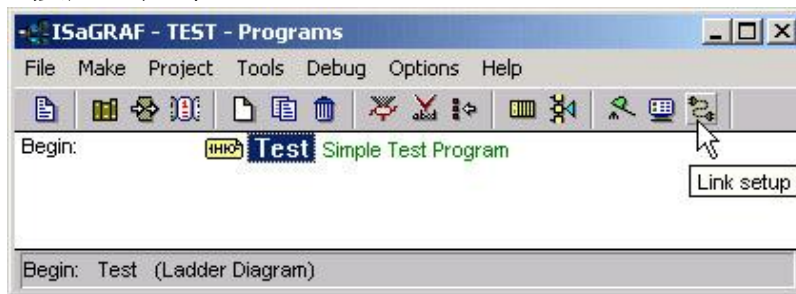 ISaGRAF - TEST - Programs
File Make Project Tools Debug Options Help
Begin: Test Simple Test Program
Link setup
Begin: Test (Ladder Diagram)